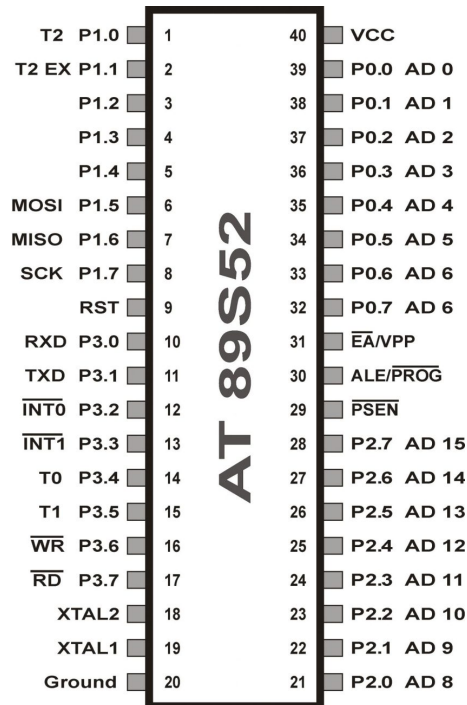 T2 P1.0 1 40 VCC
T2 EX P1.1 2 39 P0.0 AD 0
P1.2 3 38 P0.1 AD 1
P1.3 4 37 P0.2 AD 2
P1.4 5 36 P0.3 AD 3
MOSI P1.5 6 35 P0.4 AD 4
MISO P1.6 7 34 P0.5 AD 5
SCK P1.7 8 33 P0.6 AD 6
RST 9 32 P0.7 AD 6
RXD P3.0 10 31 E̅A̅/VPP
TXD P3.1 11 30 ALE/P̅R̅O̅G̅
I̅N̅T̅0̅ P3.2 12 29 P̅S̅E̅N̅
I̅N̅T̅1̅ P3.3 13 28 P2.7 AD 15
T0 P3.4 14 27 P2.6 AD 14
T1 P3.5 15 26 P2.5 AD 13
W̅R̅ P3.6 16 25 P2.4 AD 12
R̅D̅ P3.7 17 24 P2.3 AD 11
XTAL2 18 23 P2.2 AD 10
XTAL1 19 22 P2.1 AD 9
Ground 20 21 P2.0 AD 8
AT 89S52